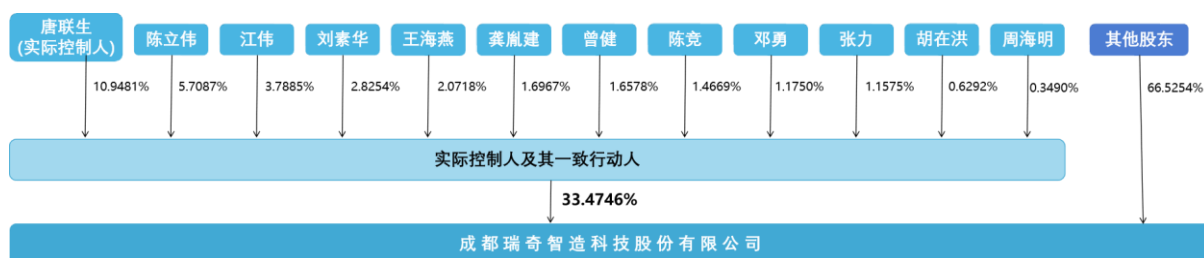 唐联生
(实际控制人)
陈立伟
江伟
刘素华
王海燕
龚胤建
曾健
陈竞
邓勇
张力
胡在洪
周海明
其他股东
10.9481%
5.7087%
3.7885%
2.8254%
2.0718%
1.6967%
1.6578%
1.4669%
1.1750%
1.1575%
0.6292%
0.3490%
66.5254%
实际控制人及其一致行动人
33.4746%
成都瑞奇智造科技股份有限公司